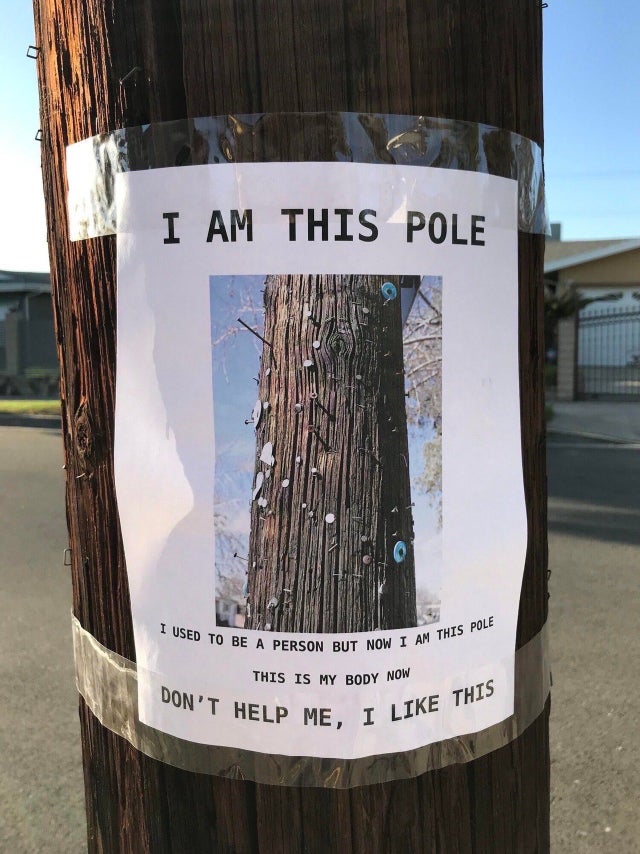 I AM THIS POLE
I USED TO BE A PERSON BUT NOW I AM THIS POLE
THIS IS MY BODY NOW
DON'T HELP ME, I LIKE THIS